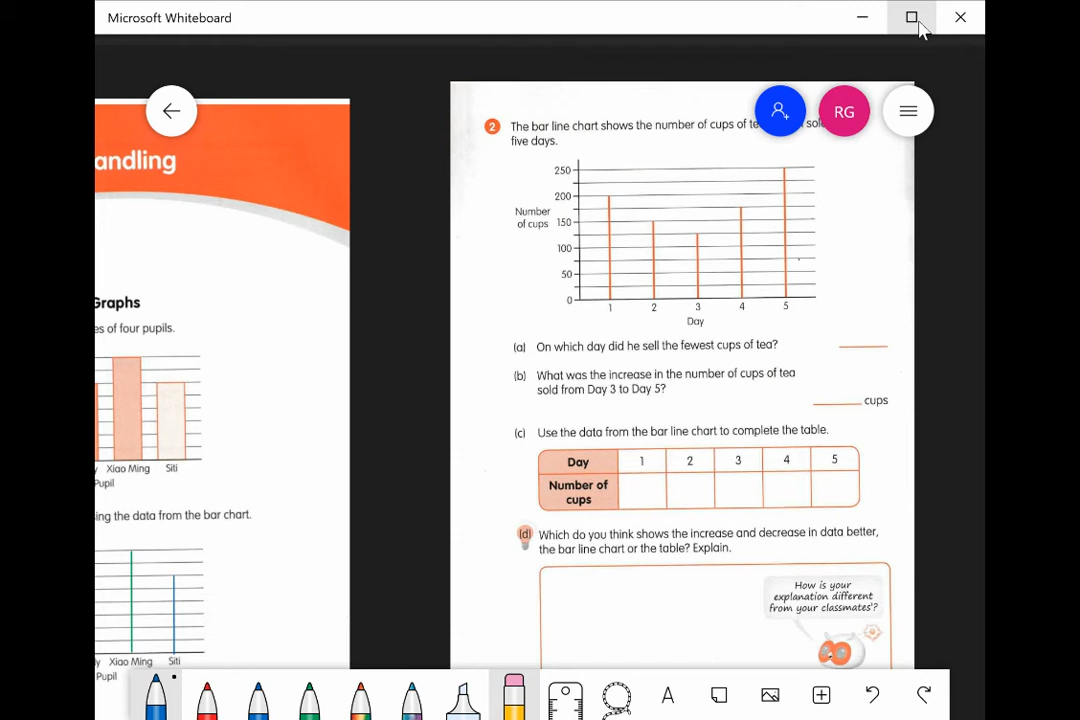 Microsoft Whiteboard
RG
andling
Graphs
es of four pupils.
Xiao Ming Siti
Pupil
ing the data from the bar chart.
Xiao Ming Siti
Pupil
2 The bar line chart shows the number of cups of
five days.
250
200
Number
of cups
150
100
50
0
1 2 3 4 5
Day
(a) On which day did he sell the fewest cups of tea?
(b) What was the increase in the number of cups of tea
sold from Day 3 to Day 5?
cups
(c) Use the data from the bar line chart to complete the table.
Day 1 2 3 4 5
Number of
cups
(d) Which do you think shows the increase and decrease in data better,
the bar line chart or the table? Explain.
How is your
explanation different
from your classmates'?
A